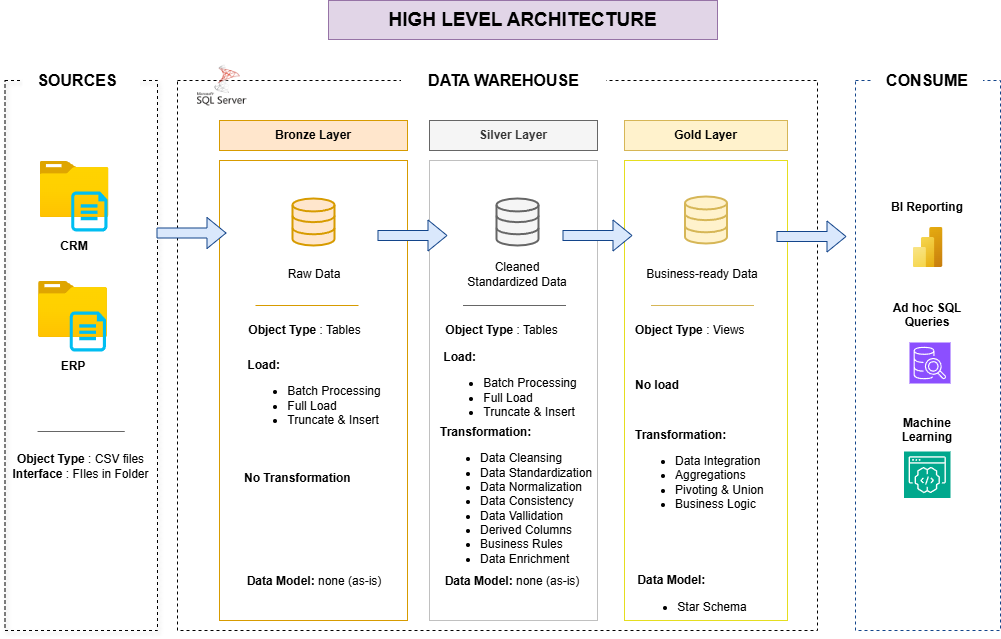 HIGH LEVEL ARCHITECTURE
SOURCES
CRM
ERP
Object Type : CSV files
Interface : FIles in Folder
DATA WAREHOUSE
Microsoft
SQL Server
Bronze Layer
Raw Data
Object Type : Tables
Load:
• Batch Processing
• Full Load
• Truncate & Insert
No Transformation
Data Model: none (as-is)
Silver Layer
Cleaned
Standardized Data
Object Type : Tables
Load:
• Batch Processing
• Full Load
• Truncate & Insert
Transformation:
• Data Cleansing
• Data Standardization
• Data Normalization
• Data Consistency
• Data Vallidation
• Derived Columns
• Business Rules
• Data Enrichment
Data Model: none (as-is)
Gold Layer
Business-ready Data
Object Type : Views
No load
Transformation:
• Data Integration
• Aggregations
• Pivoting & Union
• Business Logic
Data Model:
• Star Schema
CONSUME
BI Reporting
Ad hoc SQL
Queries
Machine
Learning